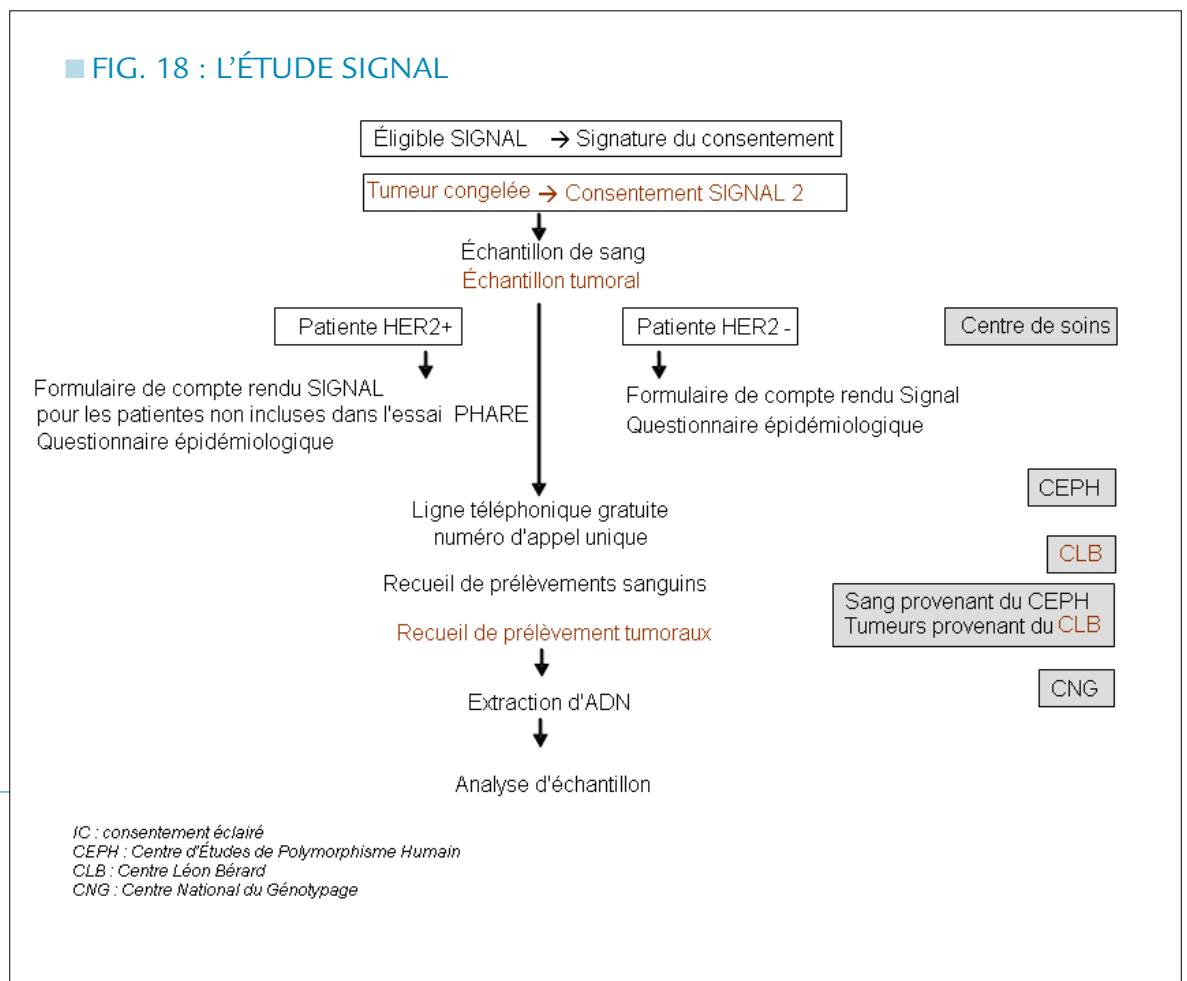 FIG. 18 : L'ÉTUDE SIGNAL
Éligible SIGNAL → Signature du consentement
Tumeur congelée → Consentement SIGNAL 2
Échantillon de sang
Échantillon tumoral
Patiente HER2+
Patiente HER2 -
Centre de soins
Formulaire de compte rendu SIGNAL
pour les patientes non incluses dans l'essai PHARE
Questionnaire épidémiologique
Formulaire de compte rendu Signal
Questionnaire épidémiologique
CEPH
Ligne téléphonique gratuite
numéro d'appel unique
CLB
Recueil de prélèvements sanguins
Sang provenant du CEPH
Tumeurs provenant du CLB
Recueil de prélèvement tumoraux
CNG
Extraction d'ADN
Analyse d'échantillon
IC : consentement éclairé
CEPH : Centre d'Études de Polymorphisme Humain
CLB : Centre Léon Bérard
CNG : Centre National du Génotypage